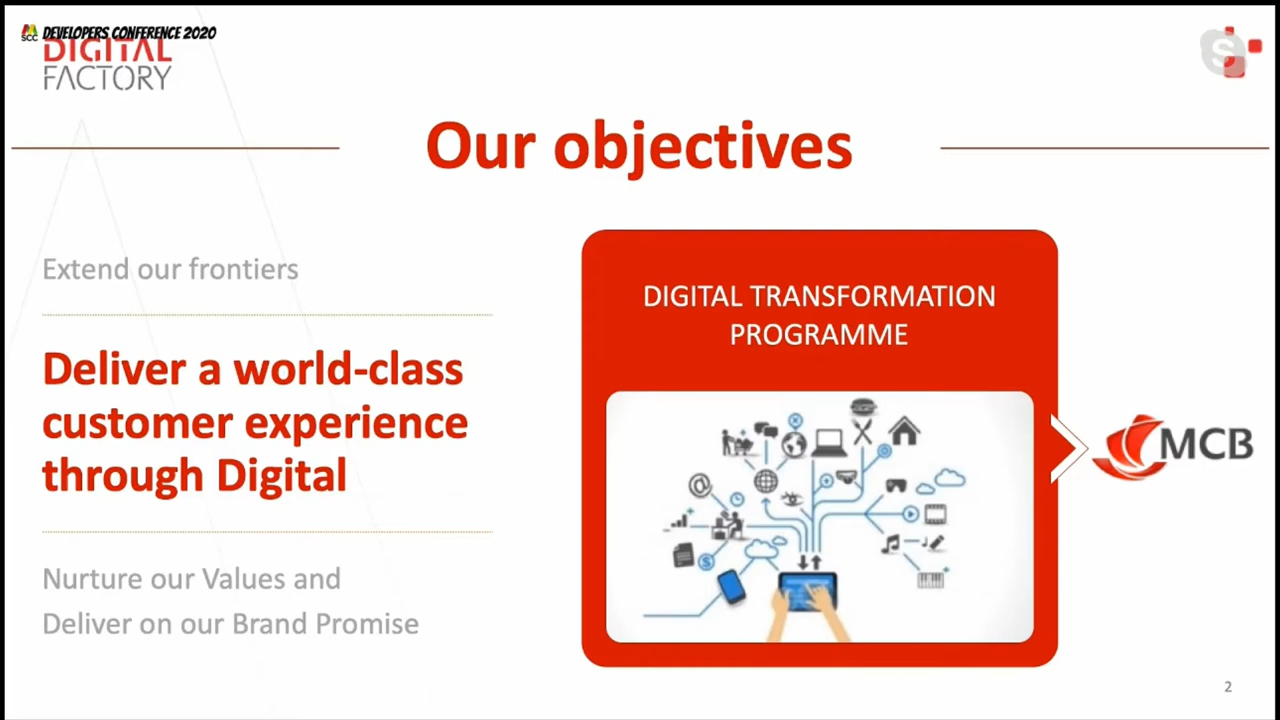 MSCC DEVELOPERS CONFERENCE 2020
DIGITAL
FACTORY
Our objectives
Extend our frontiers
Deliver a world-class
customer experience
through Digital
Nurture our Values and
Deliver on our Brand Promise
DIGITAL TRANSFORMATION
PROGRAMME
@
$
MCB
S
2